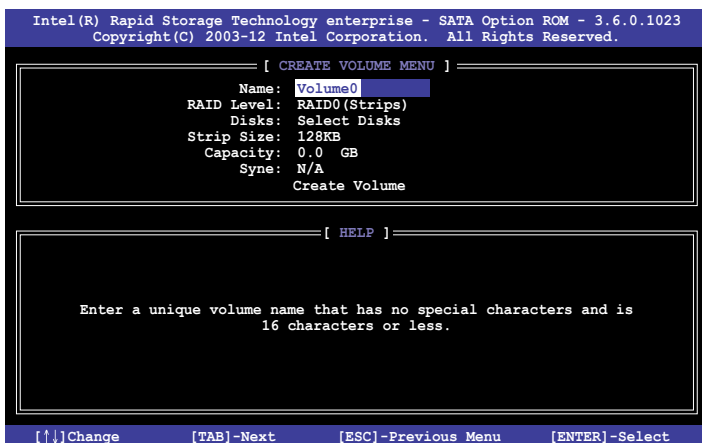 Intel(R) Rapid Storage Technology enterprise - SATA Option ROM - 3.6.0.1023
Copyright(C) 2003-12 Intel Corporation. All Rights Reserved.
[ CREATE VOLUME MENU ]
Name: Volume0
RAID Level: RAID0(Strips)
Disks: Select Disks
Strip Size: 128KB
Capacity: 0.0 GB
Syne: N/A
Create Volume
[ HELP ]
Enter a unique volume name that has no special characters and is
16 characters or less.
[↑↓]Change [TAB]-Next [ESC]-Previous Menu [ENTER]-Select